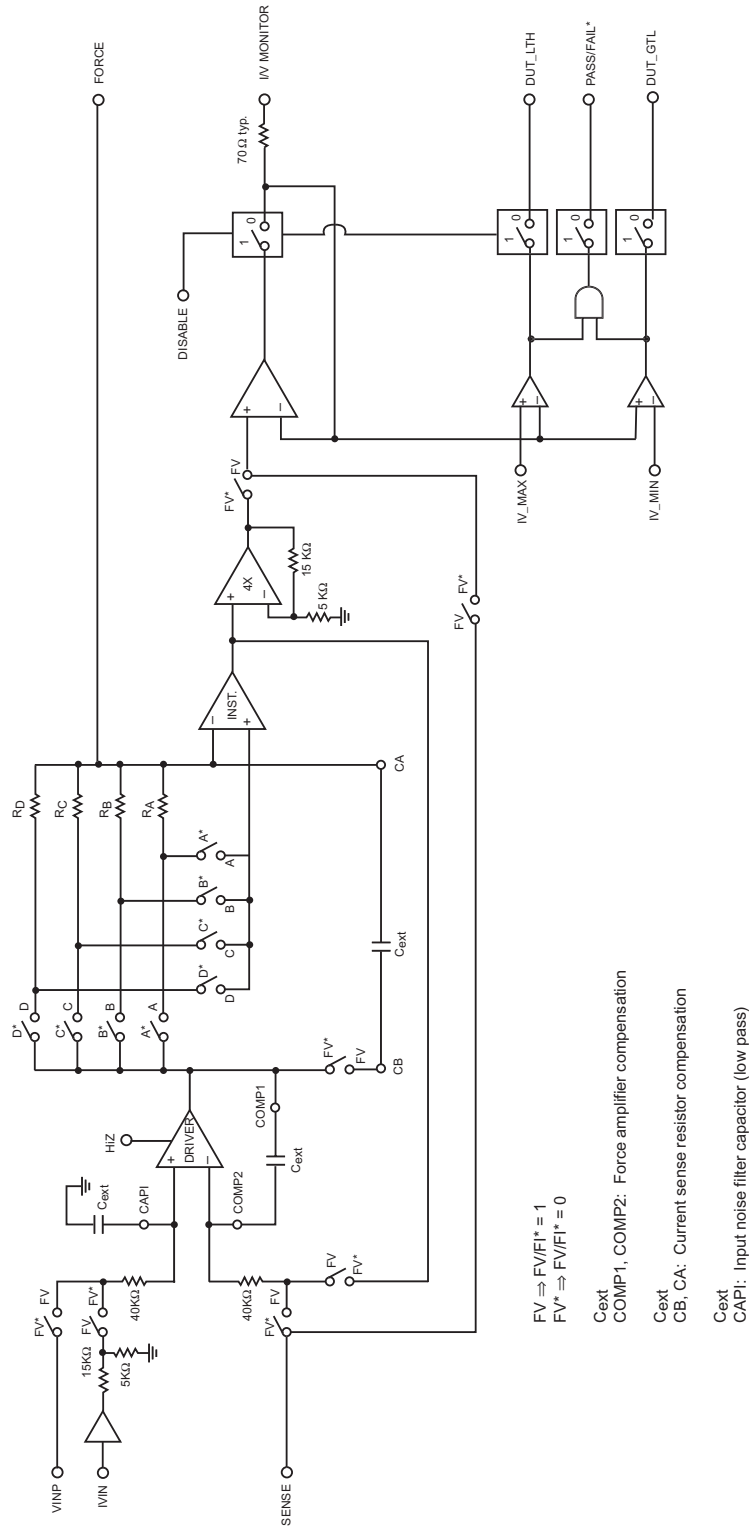 FORCE
I/V MONITOR
70 Ω typ.
DISABLE
1 0
DUT_LTH
PASS/FAIL*
DUT_GTL
1 0
1 0
1 0
+
−
+
−
+
−
IV_MAX
IV_MIN
FV* FV
4X
+
−
15 KΩ
5 KΩ
FV FV*
INST.
−
+
RD
RC
RB
RA
D* D
C* C
B* B
A* A
A*
A
B*
B
C*
C
D*
D
CA
Cext
CB
FV*
FV
HiZ
DRIVER
+
−
COMP1
Cext
COMP2
Cext
CAPI
40KΩ
40KΩ
FV* FV
FV FV*
15KΩ
5KΩ
FV* FV
FV
FV*
VINP
IVIN
SENSE
FV ⇒ FV/FI* = 1
FV* ⇒ FV/FI* = 0
Cext
COMP1, COMP2: Force amplifier compensation
Cext
CB, CA: Current sense resistor compensation
Cext
CAPI: Input noise filter capacitor (low pass)